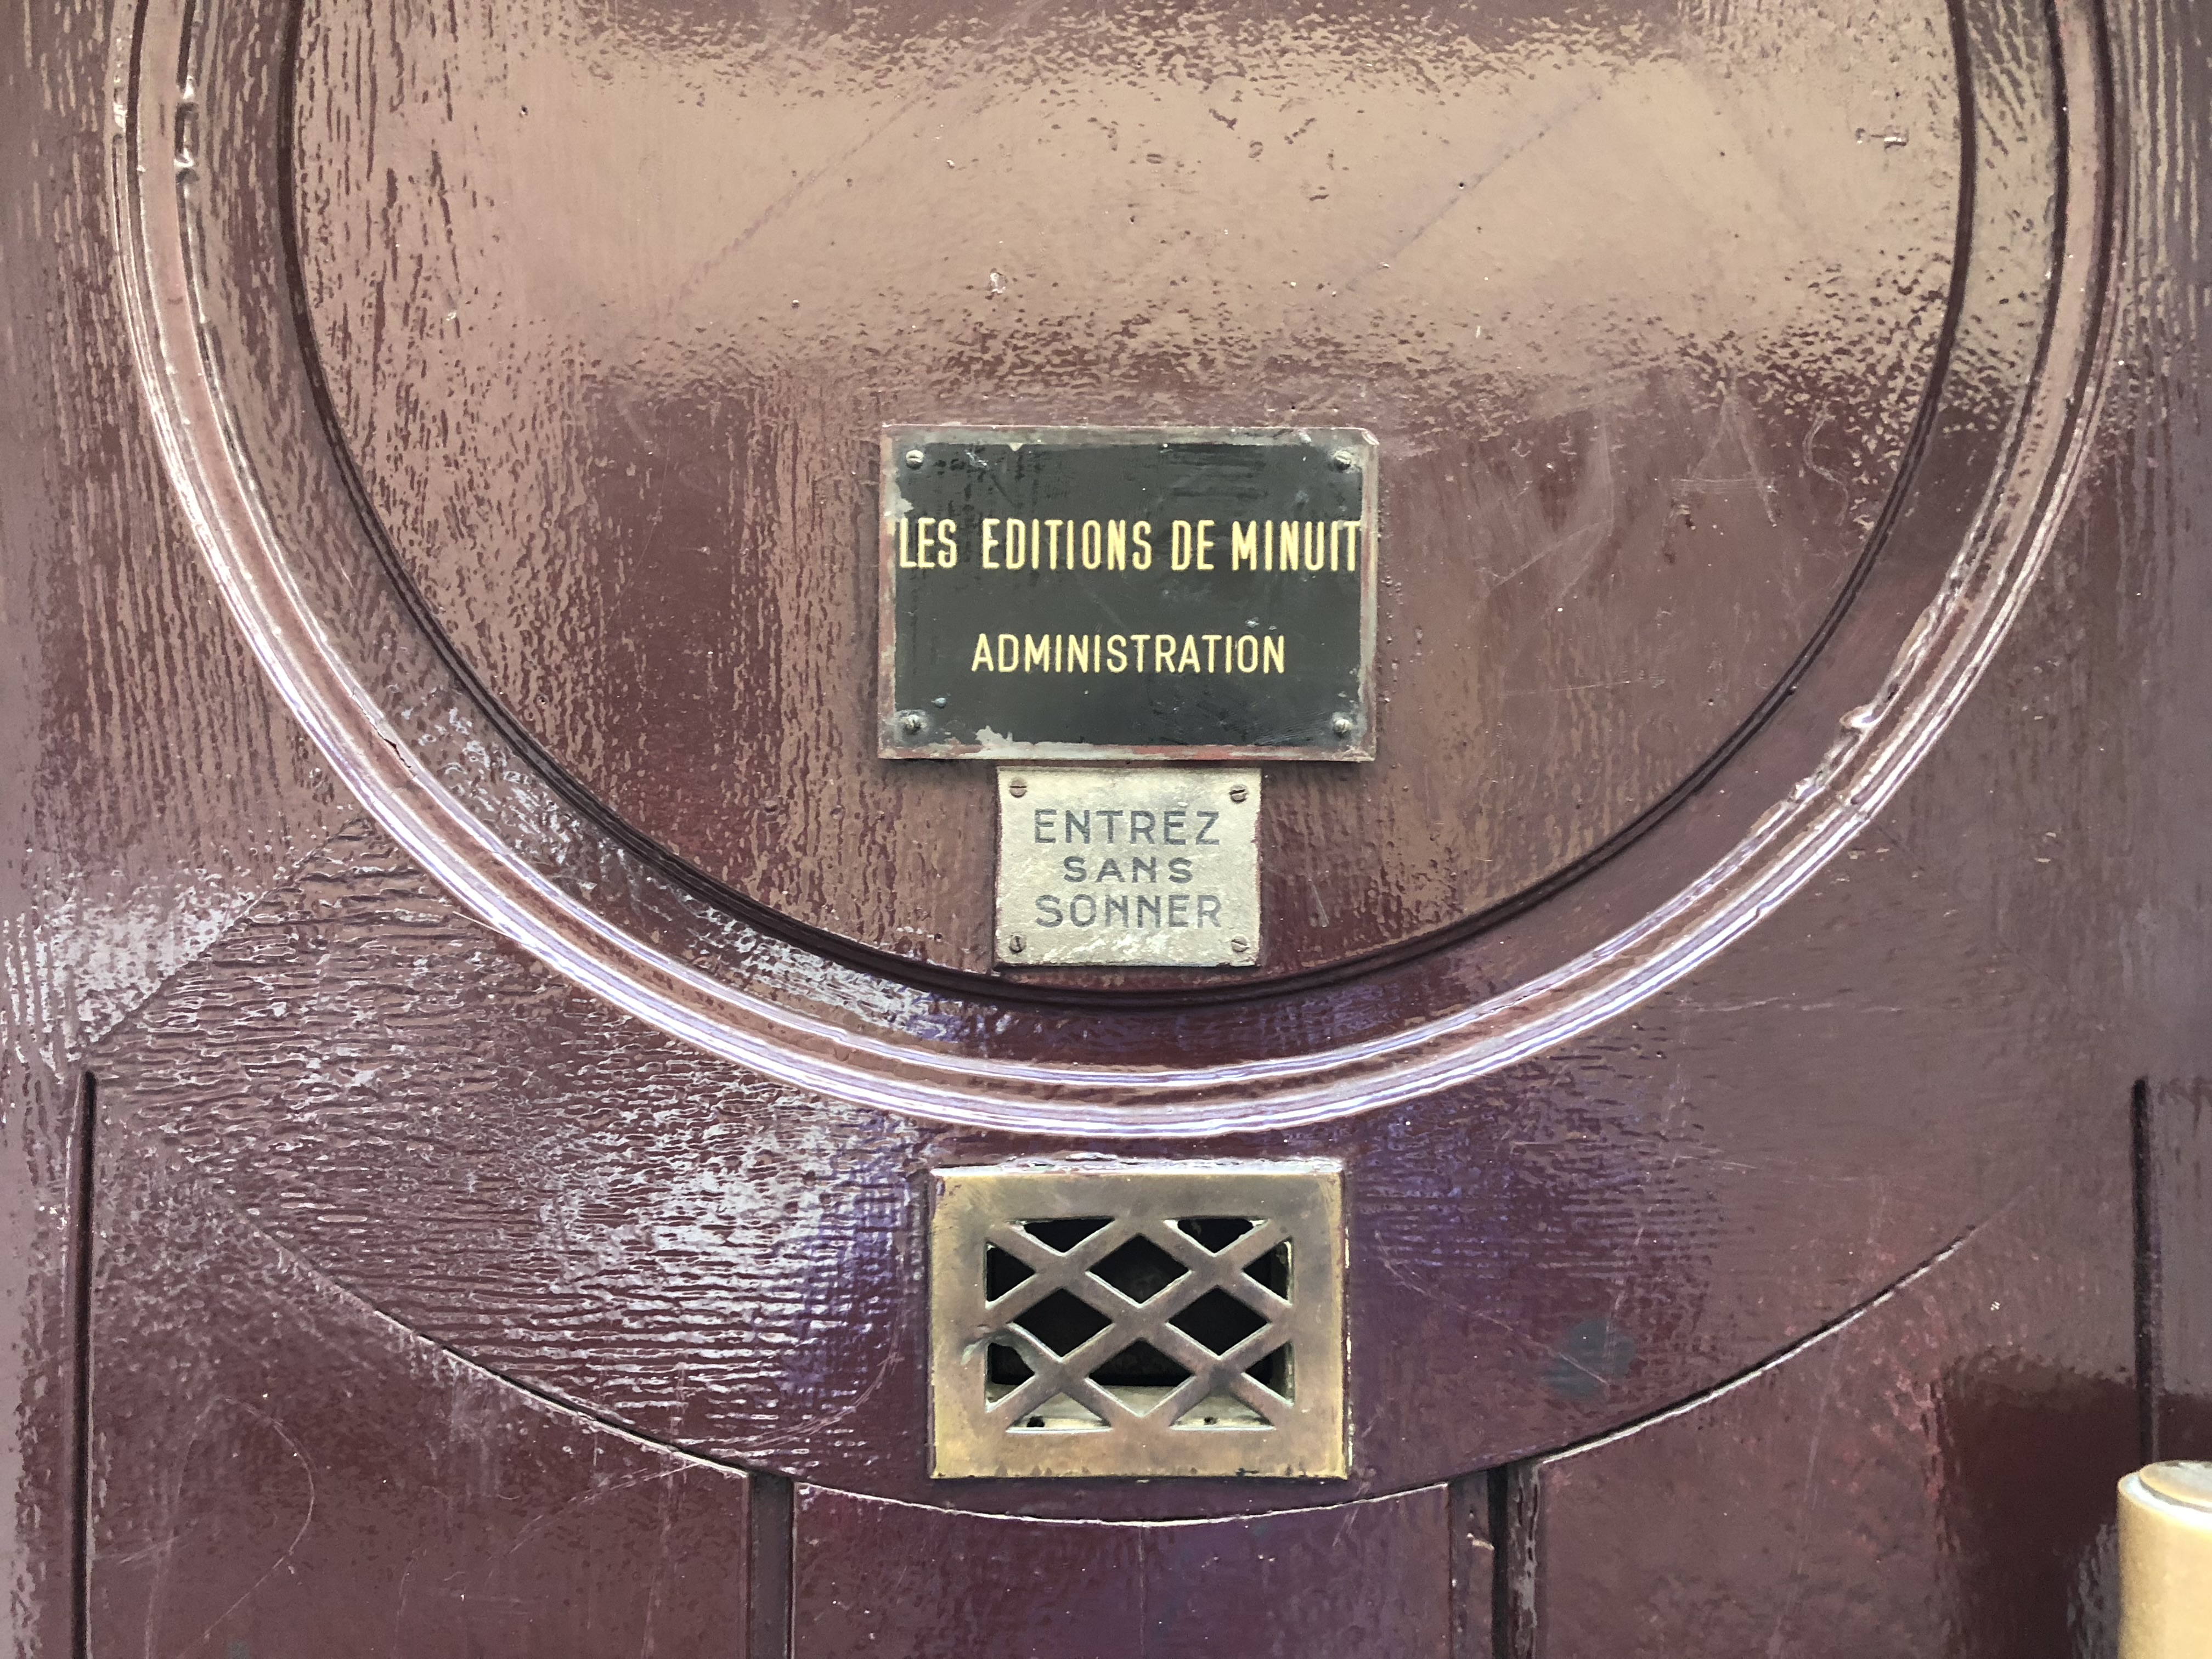 LES EDITIONS DE MINUIT
ADMINISTRATION
ENTREZ
SANS
SONNER